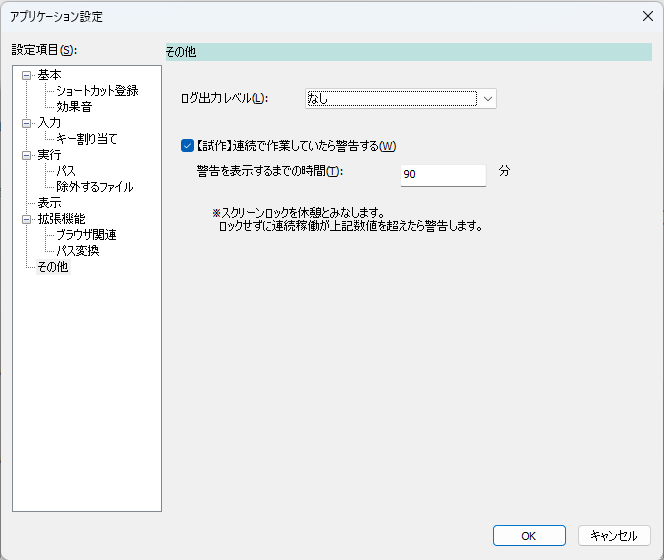 アプリケーション設定
設定項目(S):
基本
ショートカット登録
効果音
入力
キー割り当て
実行
パス
除外するファイル
表示
拡張機能
ブラウザ関連
パス変換
その他
その他
ログ出力レベル(L):
なし
【試作】連続で作業していたら警告する(W)
警告を表示するまでの時間(T):
90
分
※スクリーンロックを休憩とみなします。
ロックせずに連続稼働が上記数値を超えたら警告します。
OK
キャンセル